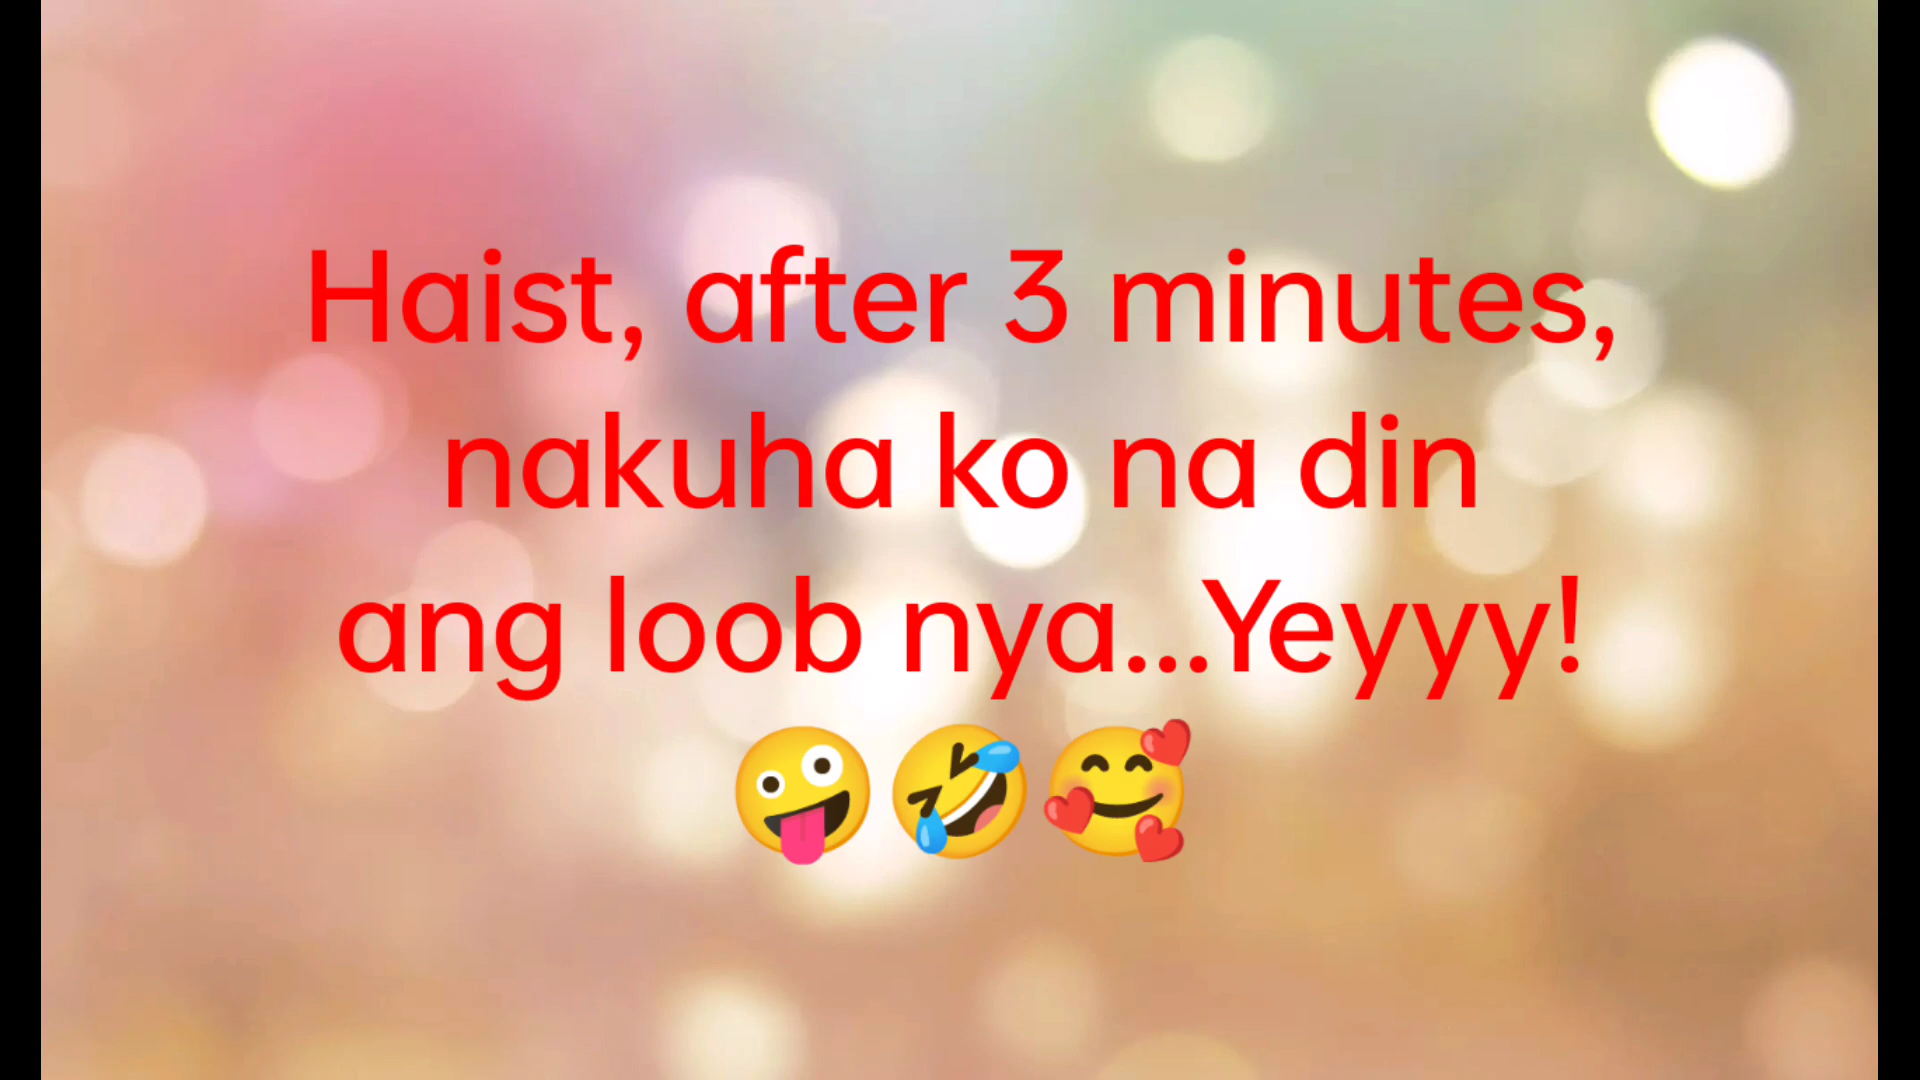 Haist, after 3 minutes,
nakuha ko na din
ang loob nya...Yeyyy!
🤪🤣🥰